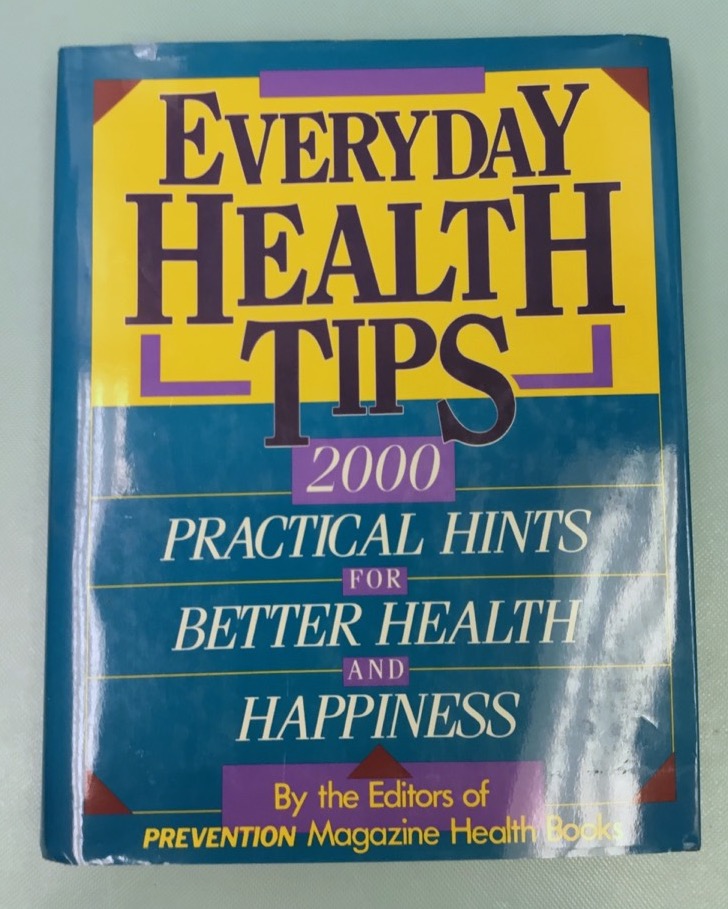 EVERYDAY
HEALTH
TIPS
2000
PRACTICAL HINTS
FOR
BETTER HEALTH
AND
HAPPINESS
By the Editors of
PREVENTION Magazine Health Books